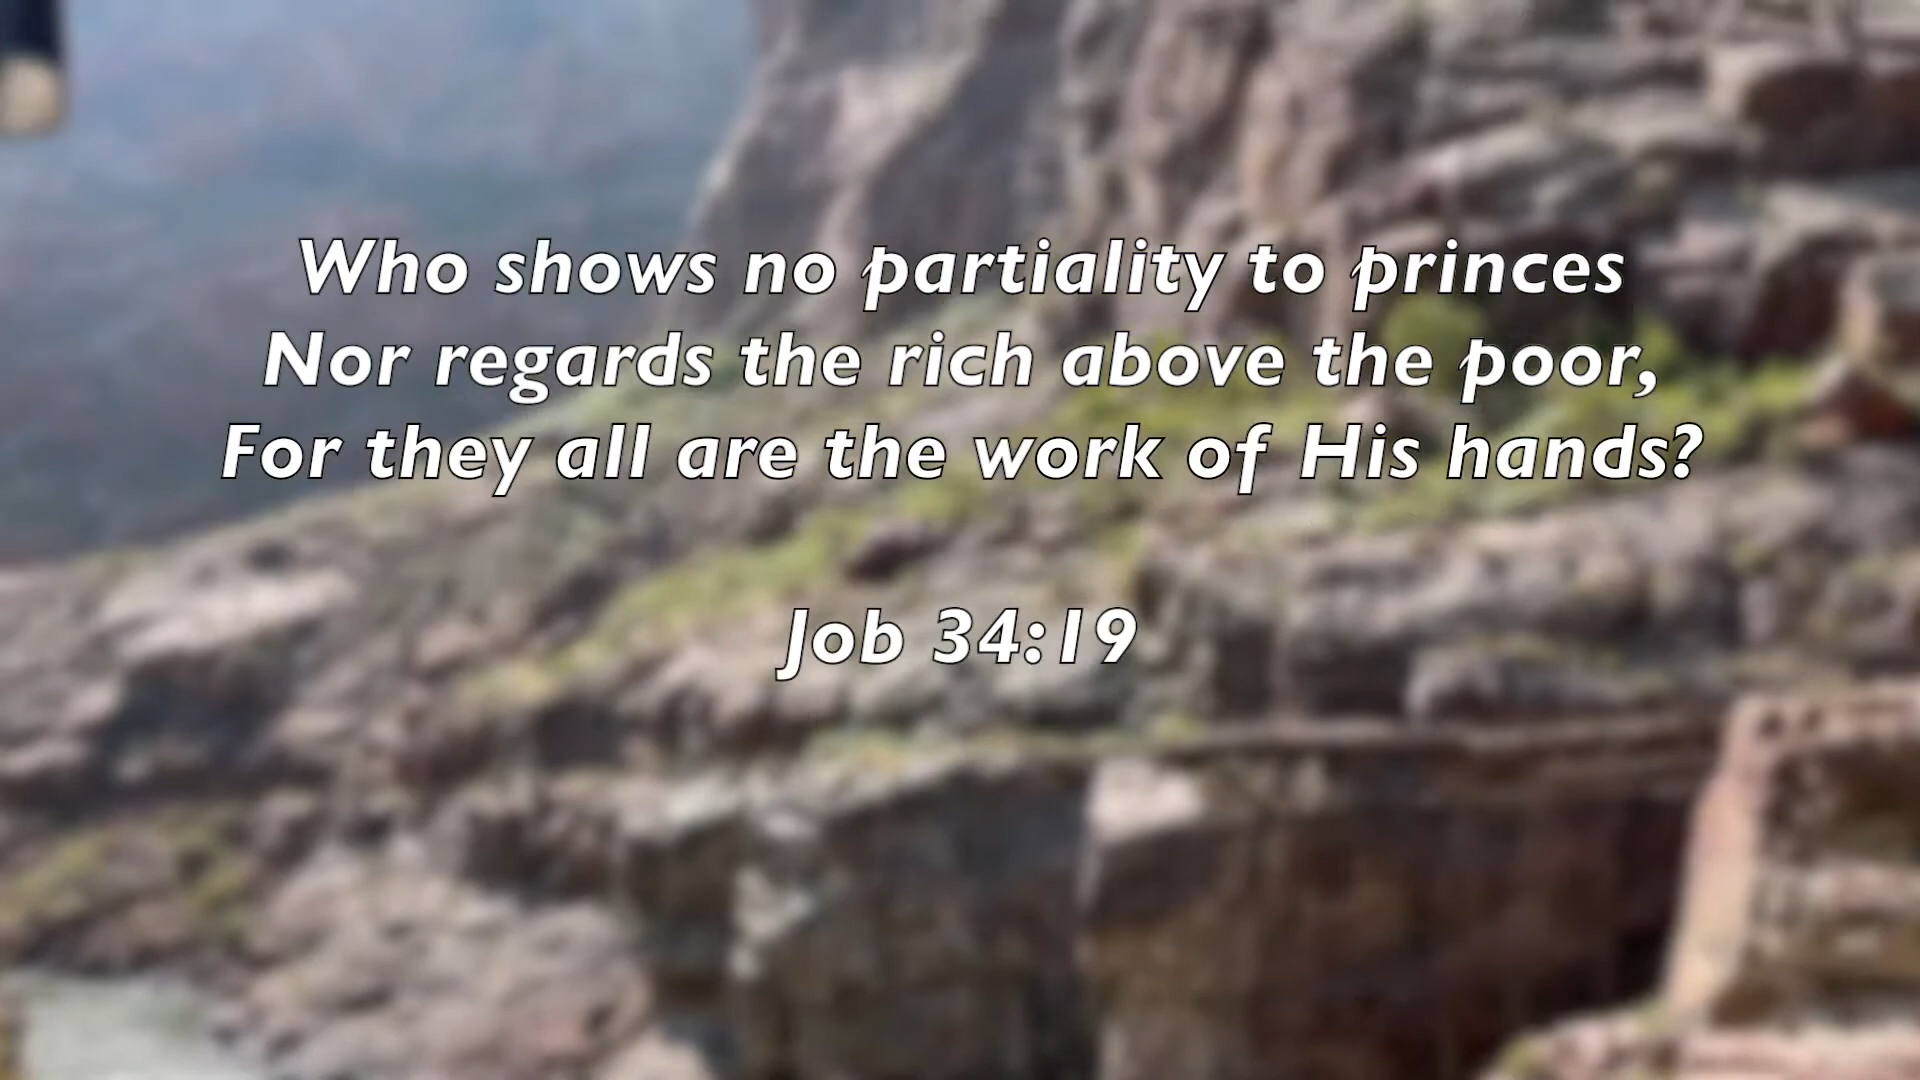 Who shows no partiality to princes
Nor regards the rich above the poor,
For they all are the work of His hands?
Job 34:19